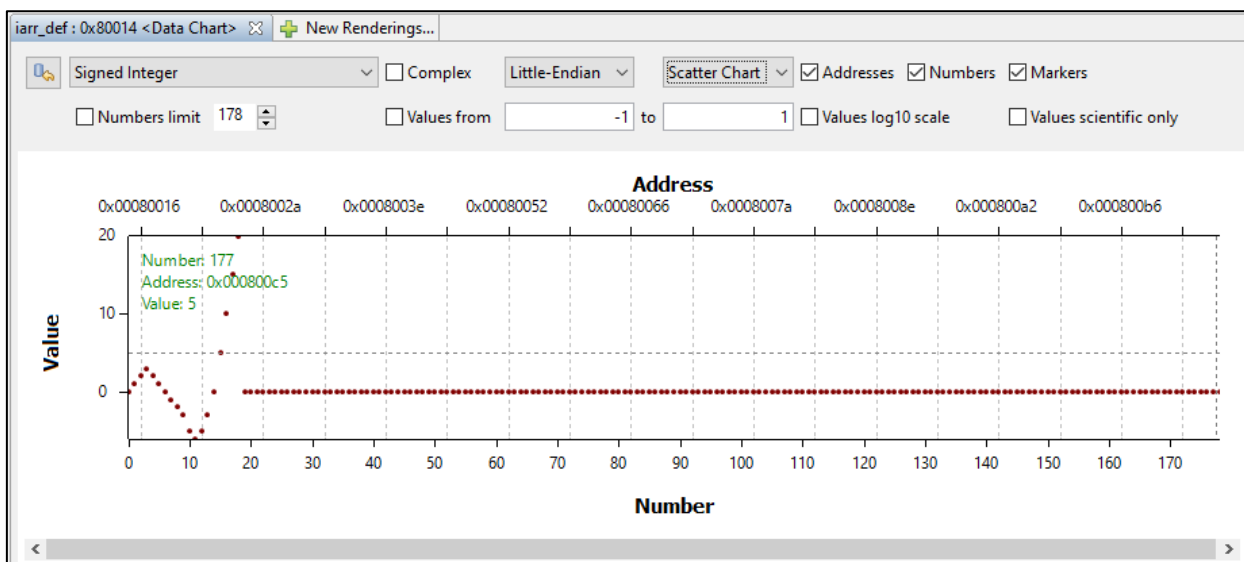 iarr_def : 0x80014 <Data Chart> New Renderings...
Signed Integer Complex Little-Endian Scatter Chart Addresses Numbers Markers
Numbers limit 178 Values from -1 to 1 Values log10 scale Values scientific only
Address
0x00080016 0x0008002a 0x0008003e 0x00080052 0x00080066 0x0008007a 0x0008008e 0x000800a2 0x000800b6
20
Number: 177
Address: 0x000800c5
Value: 5
10
Value
0
0 10 20 30 40 50 60 70 80 90 100 110 120 130 140 150 160 170
Number